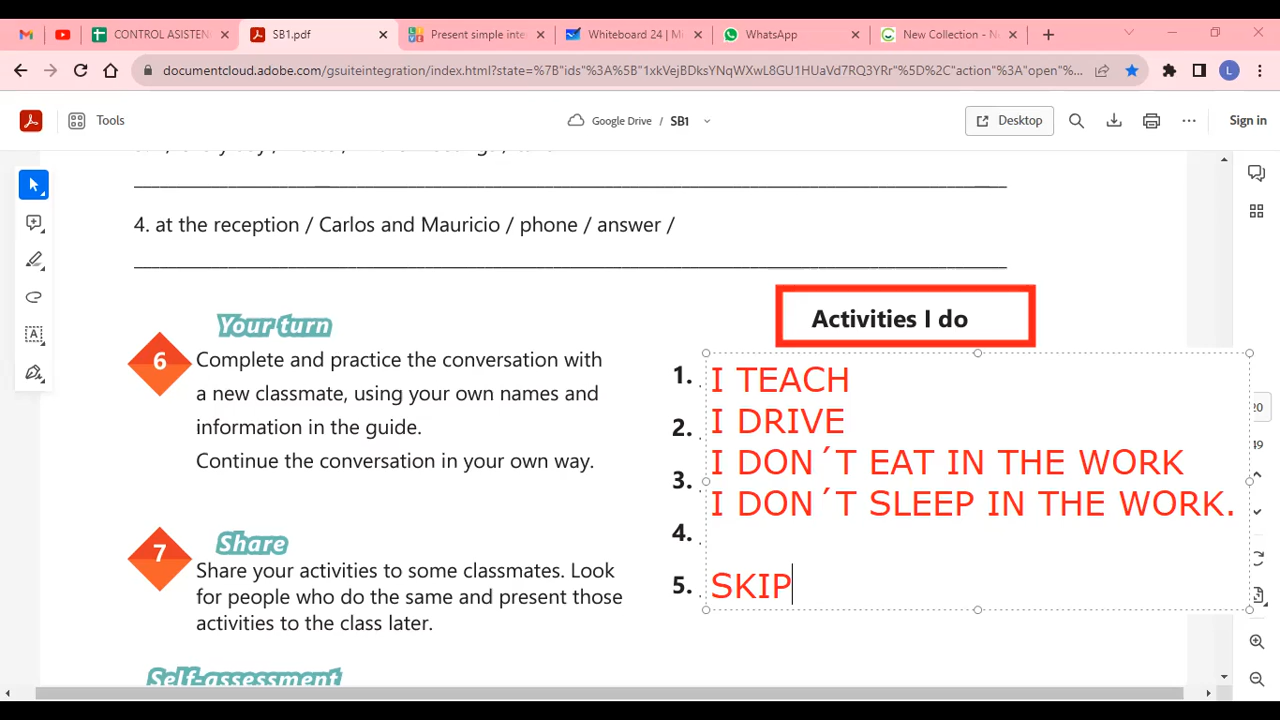 CONTROL ASISTEN
SB1.pdf
Present simple inte
Whiteboard 24 | Mi
WhatsApp
New Collection - N
documentcloud.adobe.com/gsuiteintegration/index.html?state=%7B"ids"%3A%5B"1xkVejBDksYNqWXwL8GU1HUaVd7RQ3YRr"%5D%2C"action"%3A"open"%...
L
Tools
Google Drive / SB1
Desktop
Sign in
4. at the reception / Carlos and Mauricio / phone / answer /
Your turn
6
Complete and practice the conversation with
a new classmate, using your own names and
information in the guide.
Continue the conversation in your own way.
7
Share
Share your activities to some classmates. Look
for people who do the same and present those
activities to the class later.
Self-assessment
Activities I do
1. I TEACH
2. I DRIVE
3. I DON´T EAT IN THE WORK
I DON´T SLEEP IN THE WORK.
4.
5. SKIP
20
19